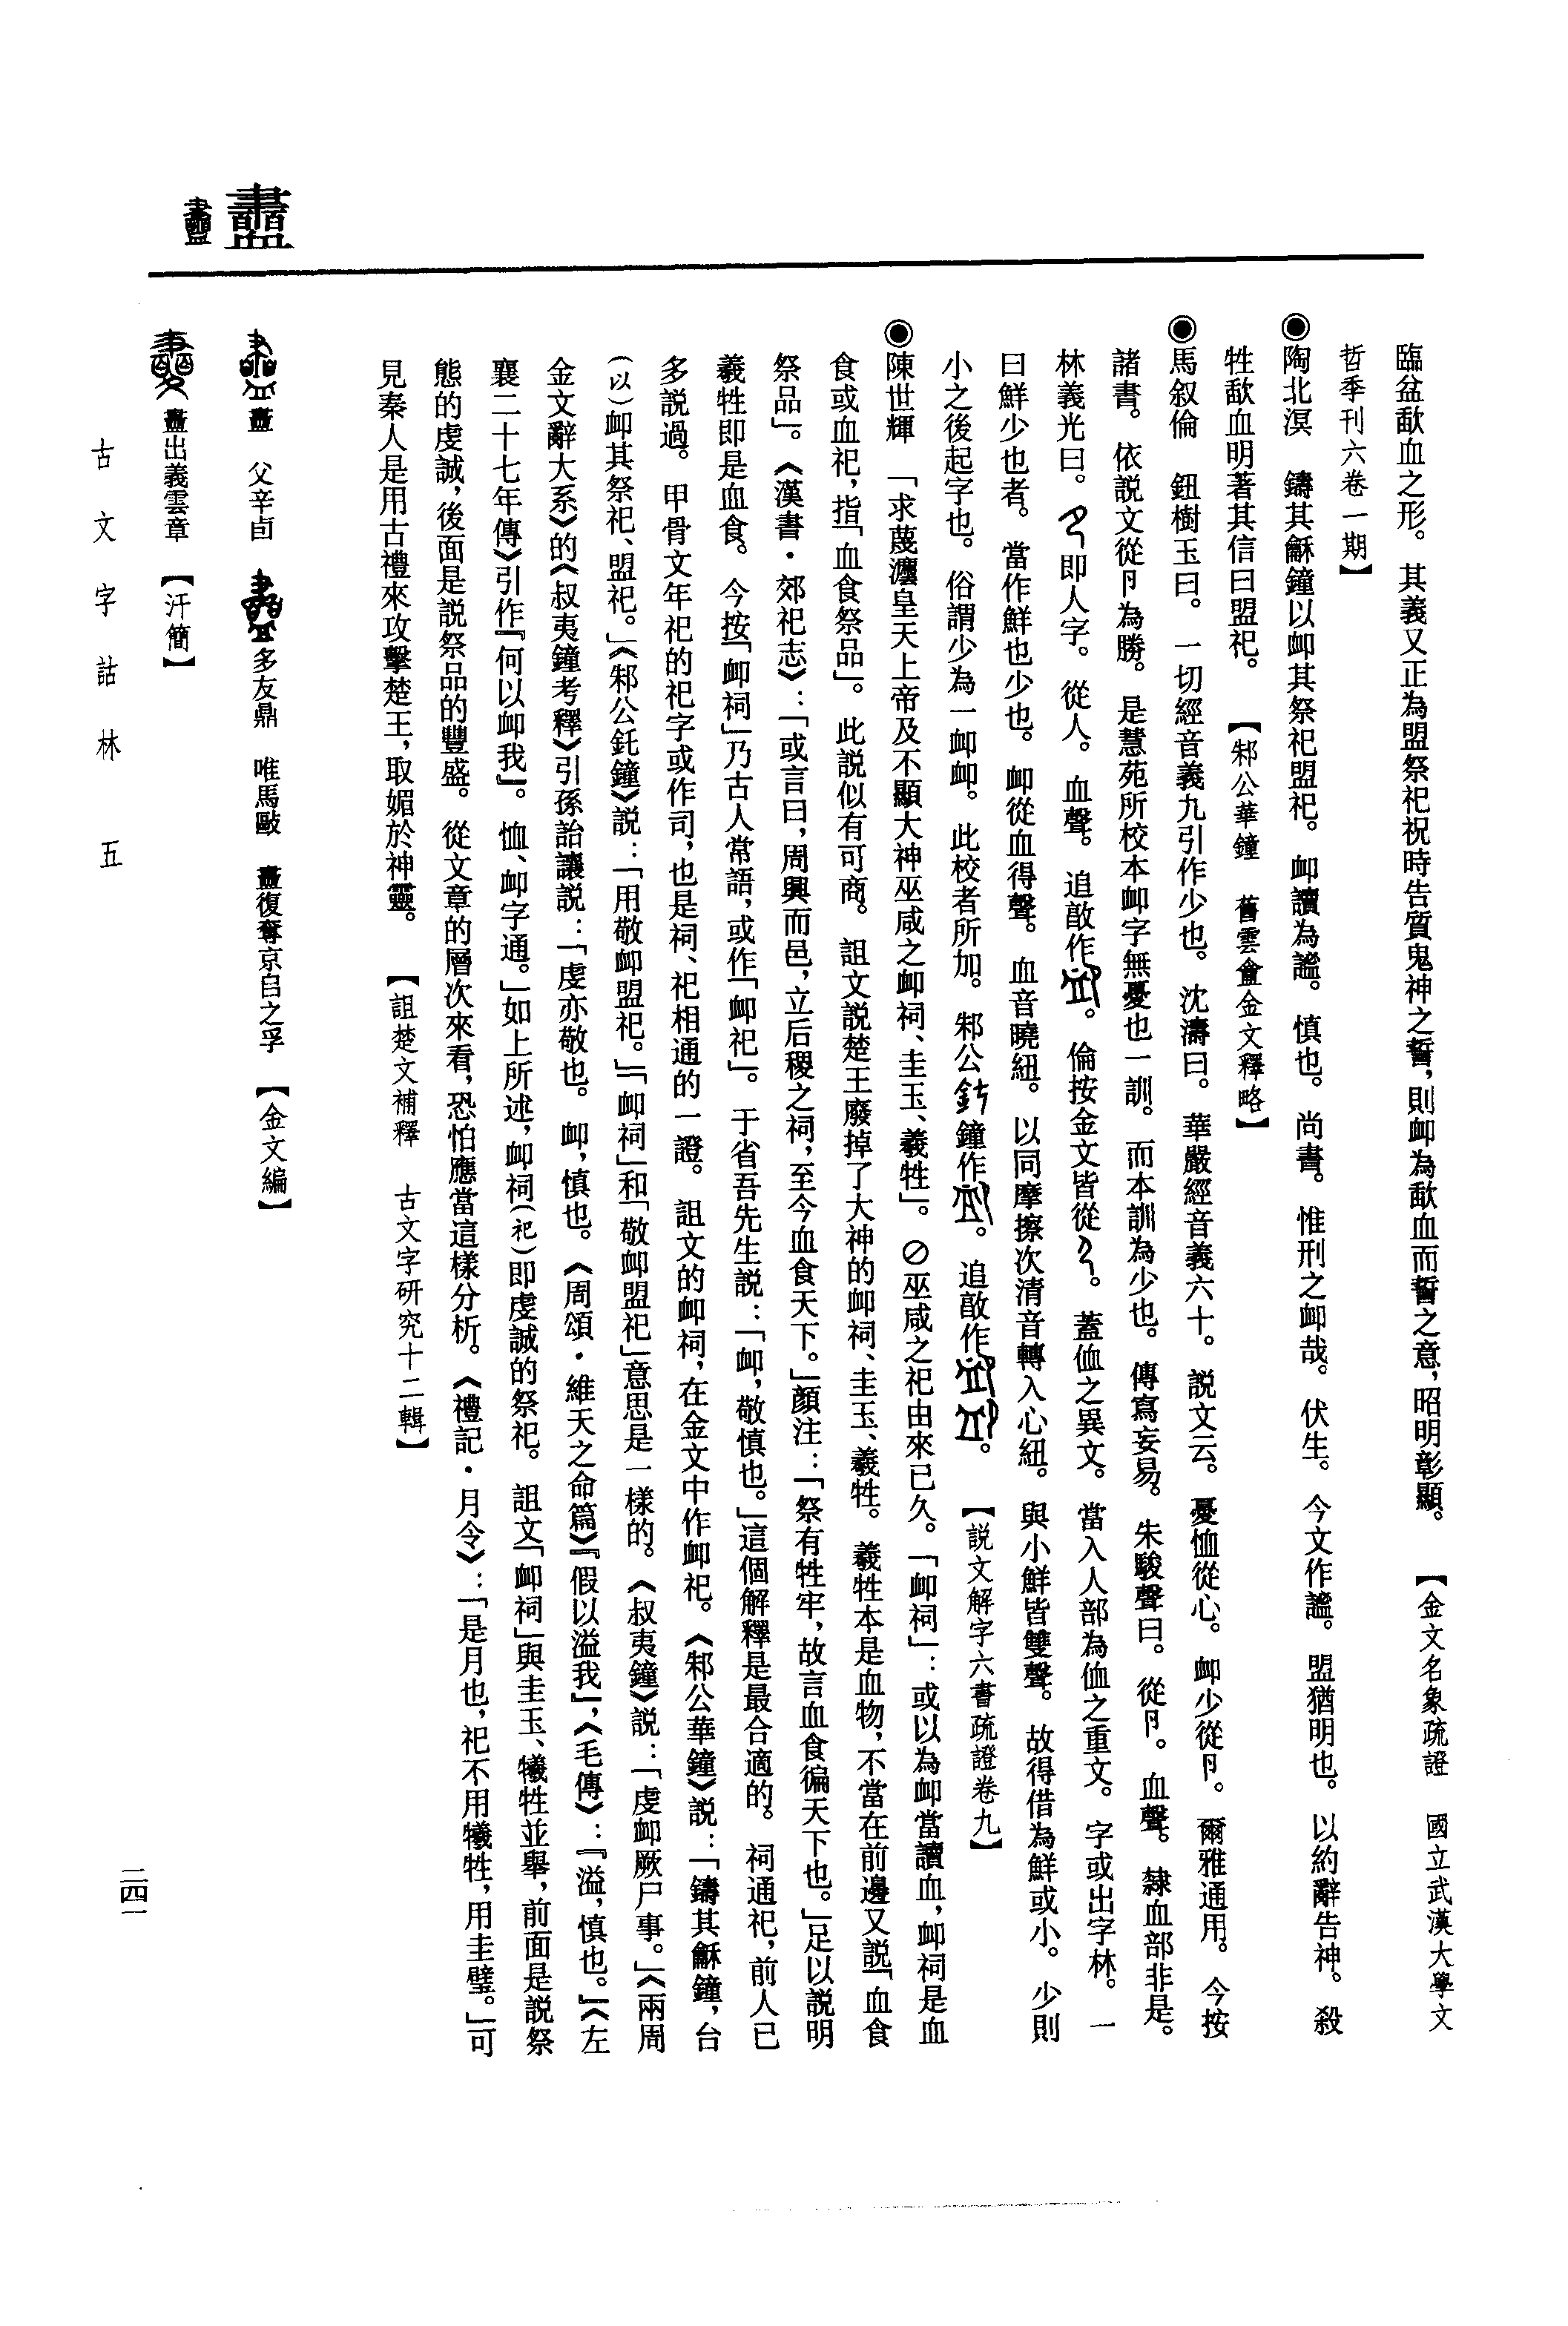 臨盆歃血之形。其義又正為盟祭祀祝時告質鬼神之誓，則卹為歃血而誓之意，昭明彰顯。　【金文名象疏證　國立武漢大學文
哲季刊六卷一期】
◉陶北溟　鑄其龢鐘以卹其祭祀盟祀。卹讀為謐。慎也。尚書。惟刑之卹哉。伏生。今文作謐。盟猶明也。以約辭告神。殺
牲歃血明著其信曰盟祀。　【邾公華鐘　舊雲盦金文釋略】
◉馬叙倫　鈕樹玉曰。一切經音義九引作少也。沈濤曰。華嚴經音義六十。説文云。憂恤從心。卹少從卪。爾雅通用。今按
諸書。依説文從卪為勝。是慧苑所校本卹字無憂也一訓。而本訓為少也。傳寫妄易。朱駿聲曰。從卪。血聲。隸血部非是。
林義光曰。即人字。從人。血聲。追敃作。倫按金文皆從。蓋侐之異文。當入人部為侐之重文。字或出字林。一
曰鮮少也者。當作鮮也少也。卹從血得聲。血音曉紐。以同摩擦次清音轉入心紐。與小鮮皆雙聲。故得借為鮮或小。少則
小之後起字也。俗謂少為一卹卹。此校者所加。邾公鐘作。追敃作。　【説文解字六書疏證卷九】
◉陳世輝　「求蔑灋皇天上帝及不顯大神巫咸之卹祠、圭玉、羲牲」。⊘巫咸之祀由來已久。「卹祠」：或以為卹當讀血，卹祠是血
食或血祀，指「血食祭品」。此説似有可商。詛文説楚王廢掉了大神的卹祠、圭玉、羲牲。羲牲本是血物，不當在前邊又説「血食
祭品」。《漢書·郊祀志》：「或言曰，周興而邑，立后稷之祠，至今血食天下。」顏注：「祭有牲牢，故言血食徧天下也。」足以説明
羲牲即是血食。今按「卹祠」乃古人常語，或作「卹祀」。于省吾先生説：「卹，敬慎也。」這個解釋是最合適的。祠通祀，前人已
多説過。甲骨文年祀的祀字或作司，也是祠、祀相通的一證。詛文的卹祠，在金文中作卹祀。《邾公華鐘》説：「鑄其龢鐘，台
（以）卹其祭祀、盟祀。」《邾公釛鐘》説：「用敬卹盟祀。」「卹祠」和「敬卹盟祀」意思是一樣的。《叔夷鐘》説：「虔卹厥尸事。」《兩周
金文辭大系》的《叔夷鐘考釋》引孫詒讓説：「虔亦敬也。卹，慎也。《周頌·維天之命篇》『假以溢我』，《毛傳》：『溢，慎也。』《左
襄二十七年傳》引作『何以卹我』。恤、卹字通。」如上所述，卹祠（祀）即虔誠的祭祀。詛文「卹祠」與圭玉、犧牲並舉，前面是説祭
態的虔誠，後面是説祭品的豐盛。從文章的層次來看，恐怕應當這樣分析。《禮記·月令》：「是月也，祀不用犧牲，用圭璧。」可
見秦人是用古禮來攻擊楚王，取媚於神靈。　【詛楚文補釋　古文字研究十二輯】
衋
衋　父辛卣　多友鼎　唯馬敺　衋復奪京𠂤之孚　【金文編】
衋出義雲章　【汗簡】
古文字詁林　五
二四一